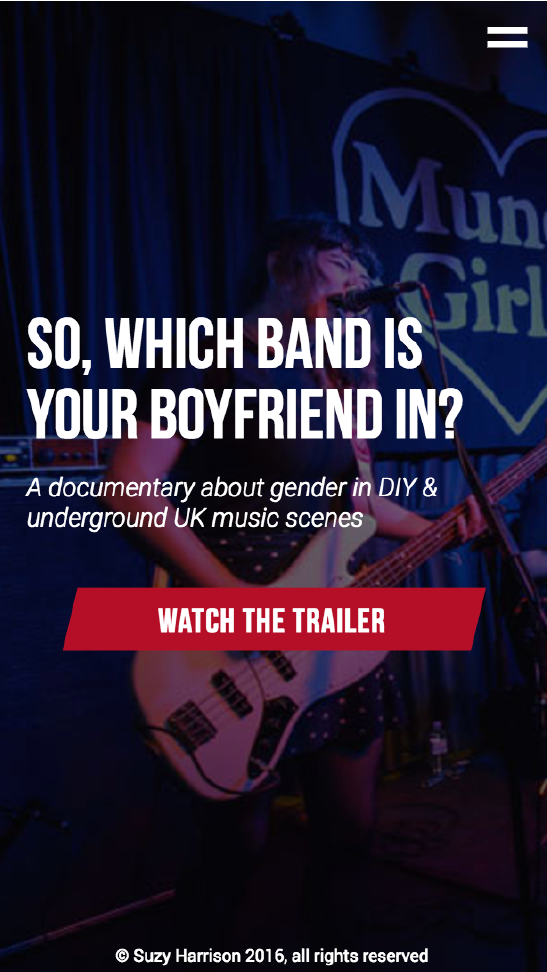 Mun
Girl
SO, WHICH BAND IS
YOUR BOYFRIEND IN?
A documentary about gender in DIY &
underground UK music scenes
WATCH THE TRAILER
© Suzy Harrison 2016, all rights reserved